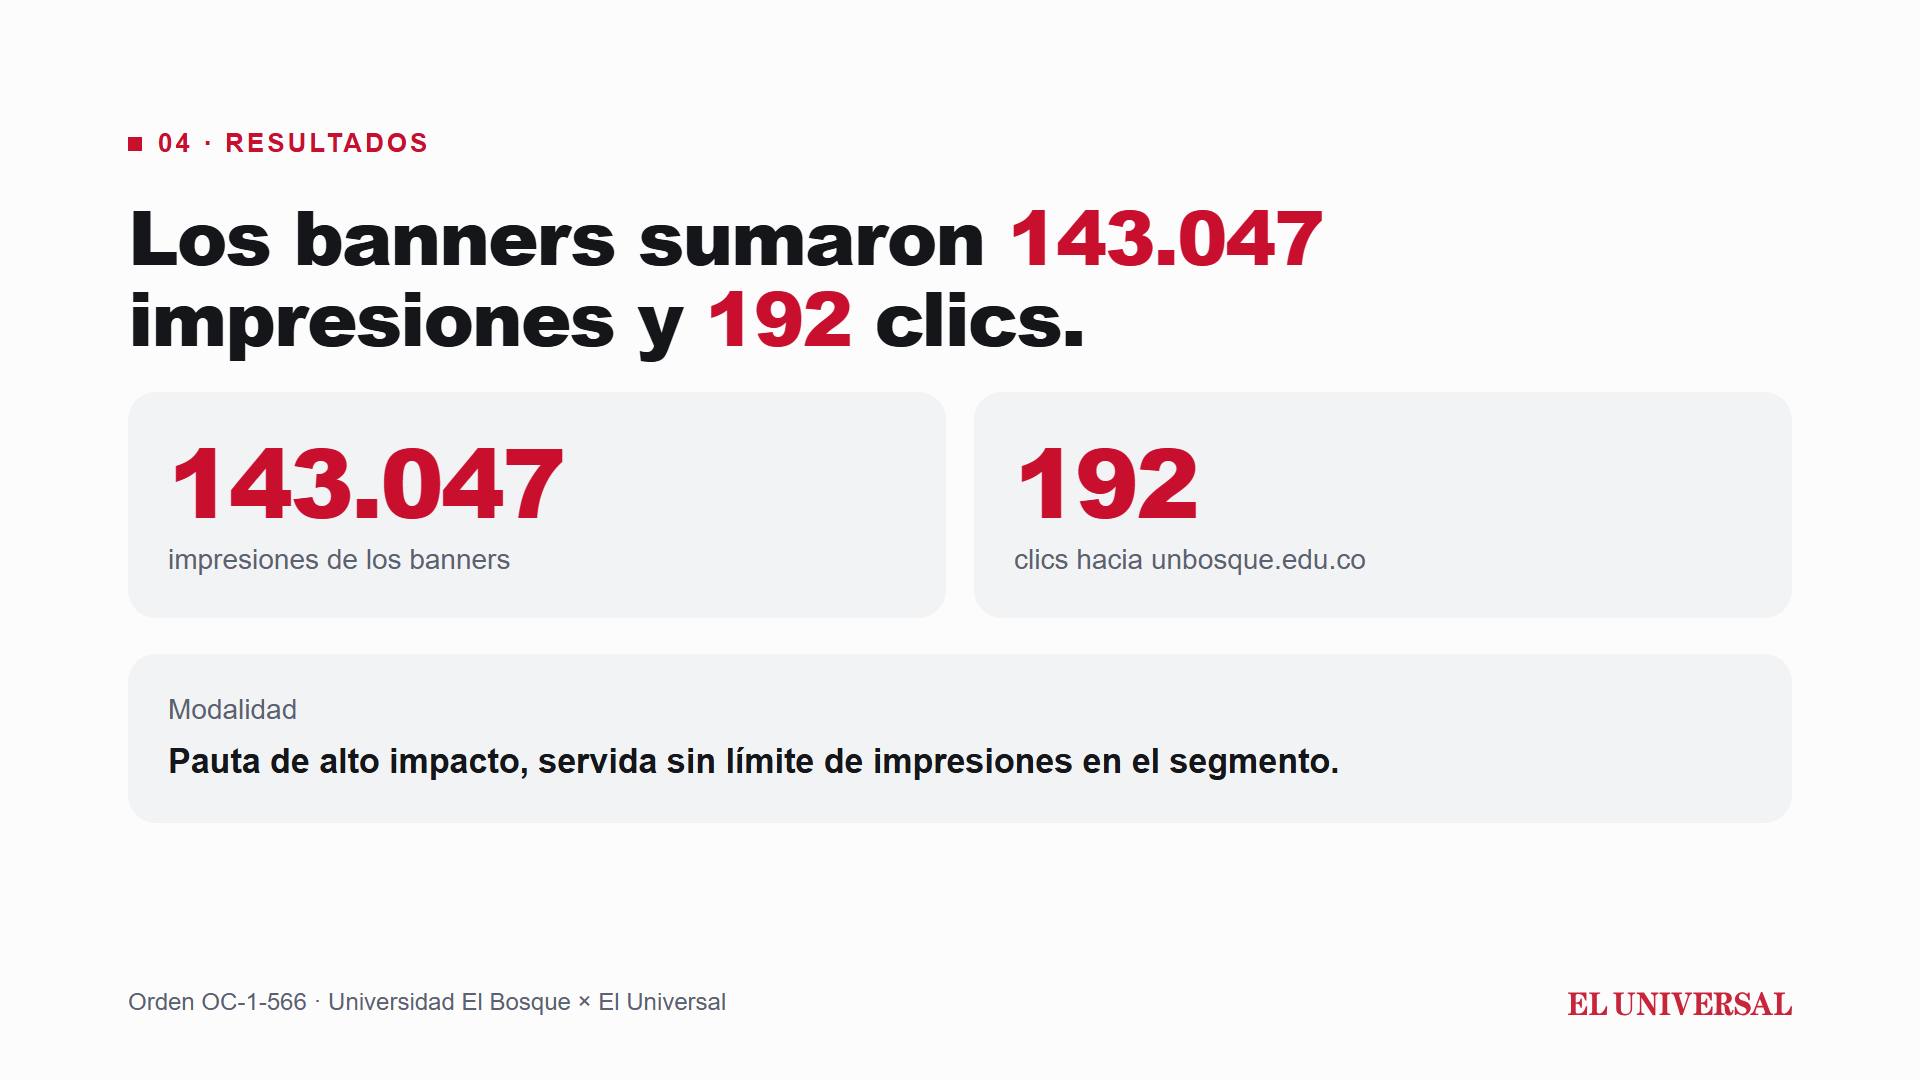 04 · RESULTADOS
Los banners sumaron 143.047
impresiones y 192 clics.
143.047
impresiones de los banners
192
clics hacia unbosque.edu.co
Modalidad
Pauta de alto impacto, servida sin límite de impresiones en el segmento.
Orden OC-1-566 · Universidad El Bosque × El Universal
EL UNIVERSAL